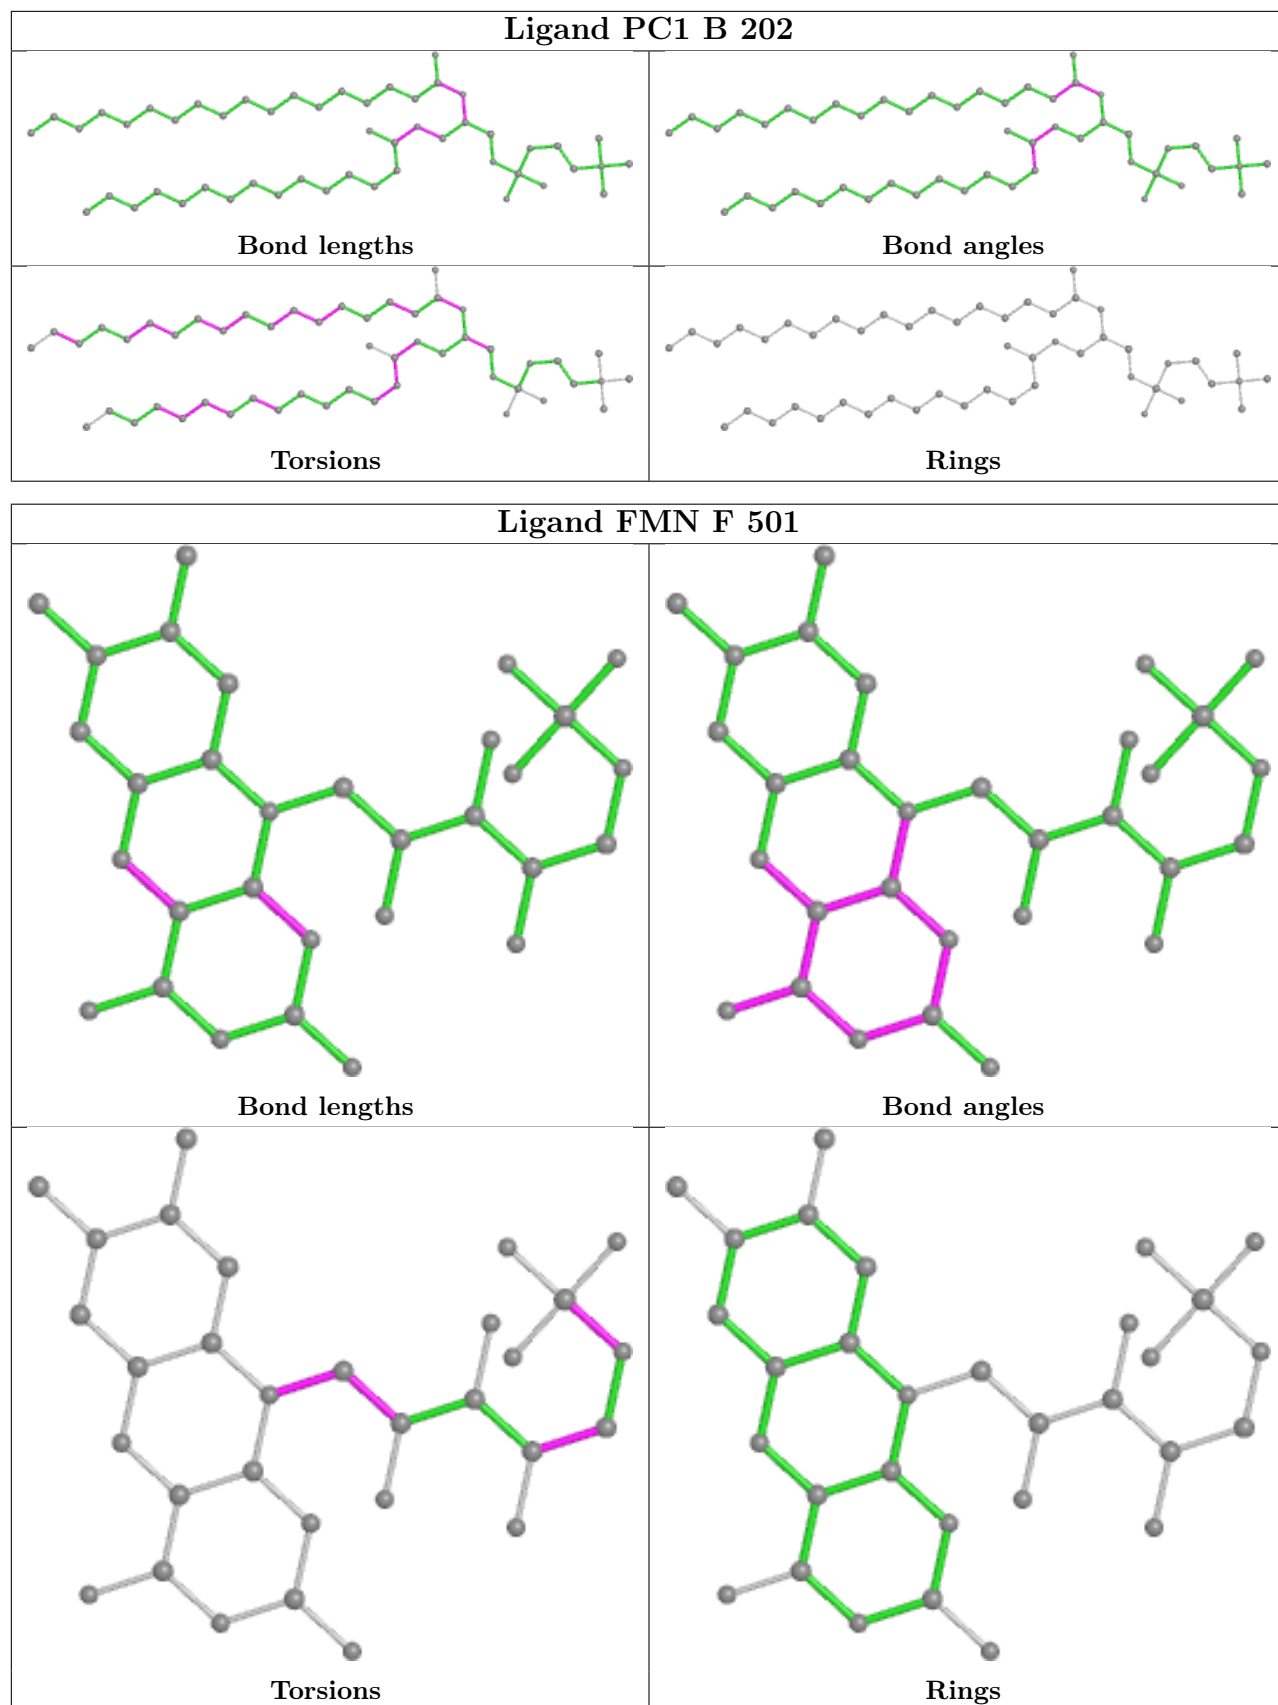 Ligand PC1 B 202
Bond lengths
Bond angles
Torsions
Rings
Ligand FMN F 501
Bond lengths
Bond angles
Torsions
Rings